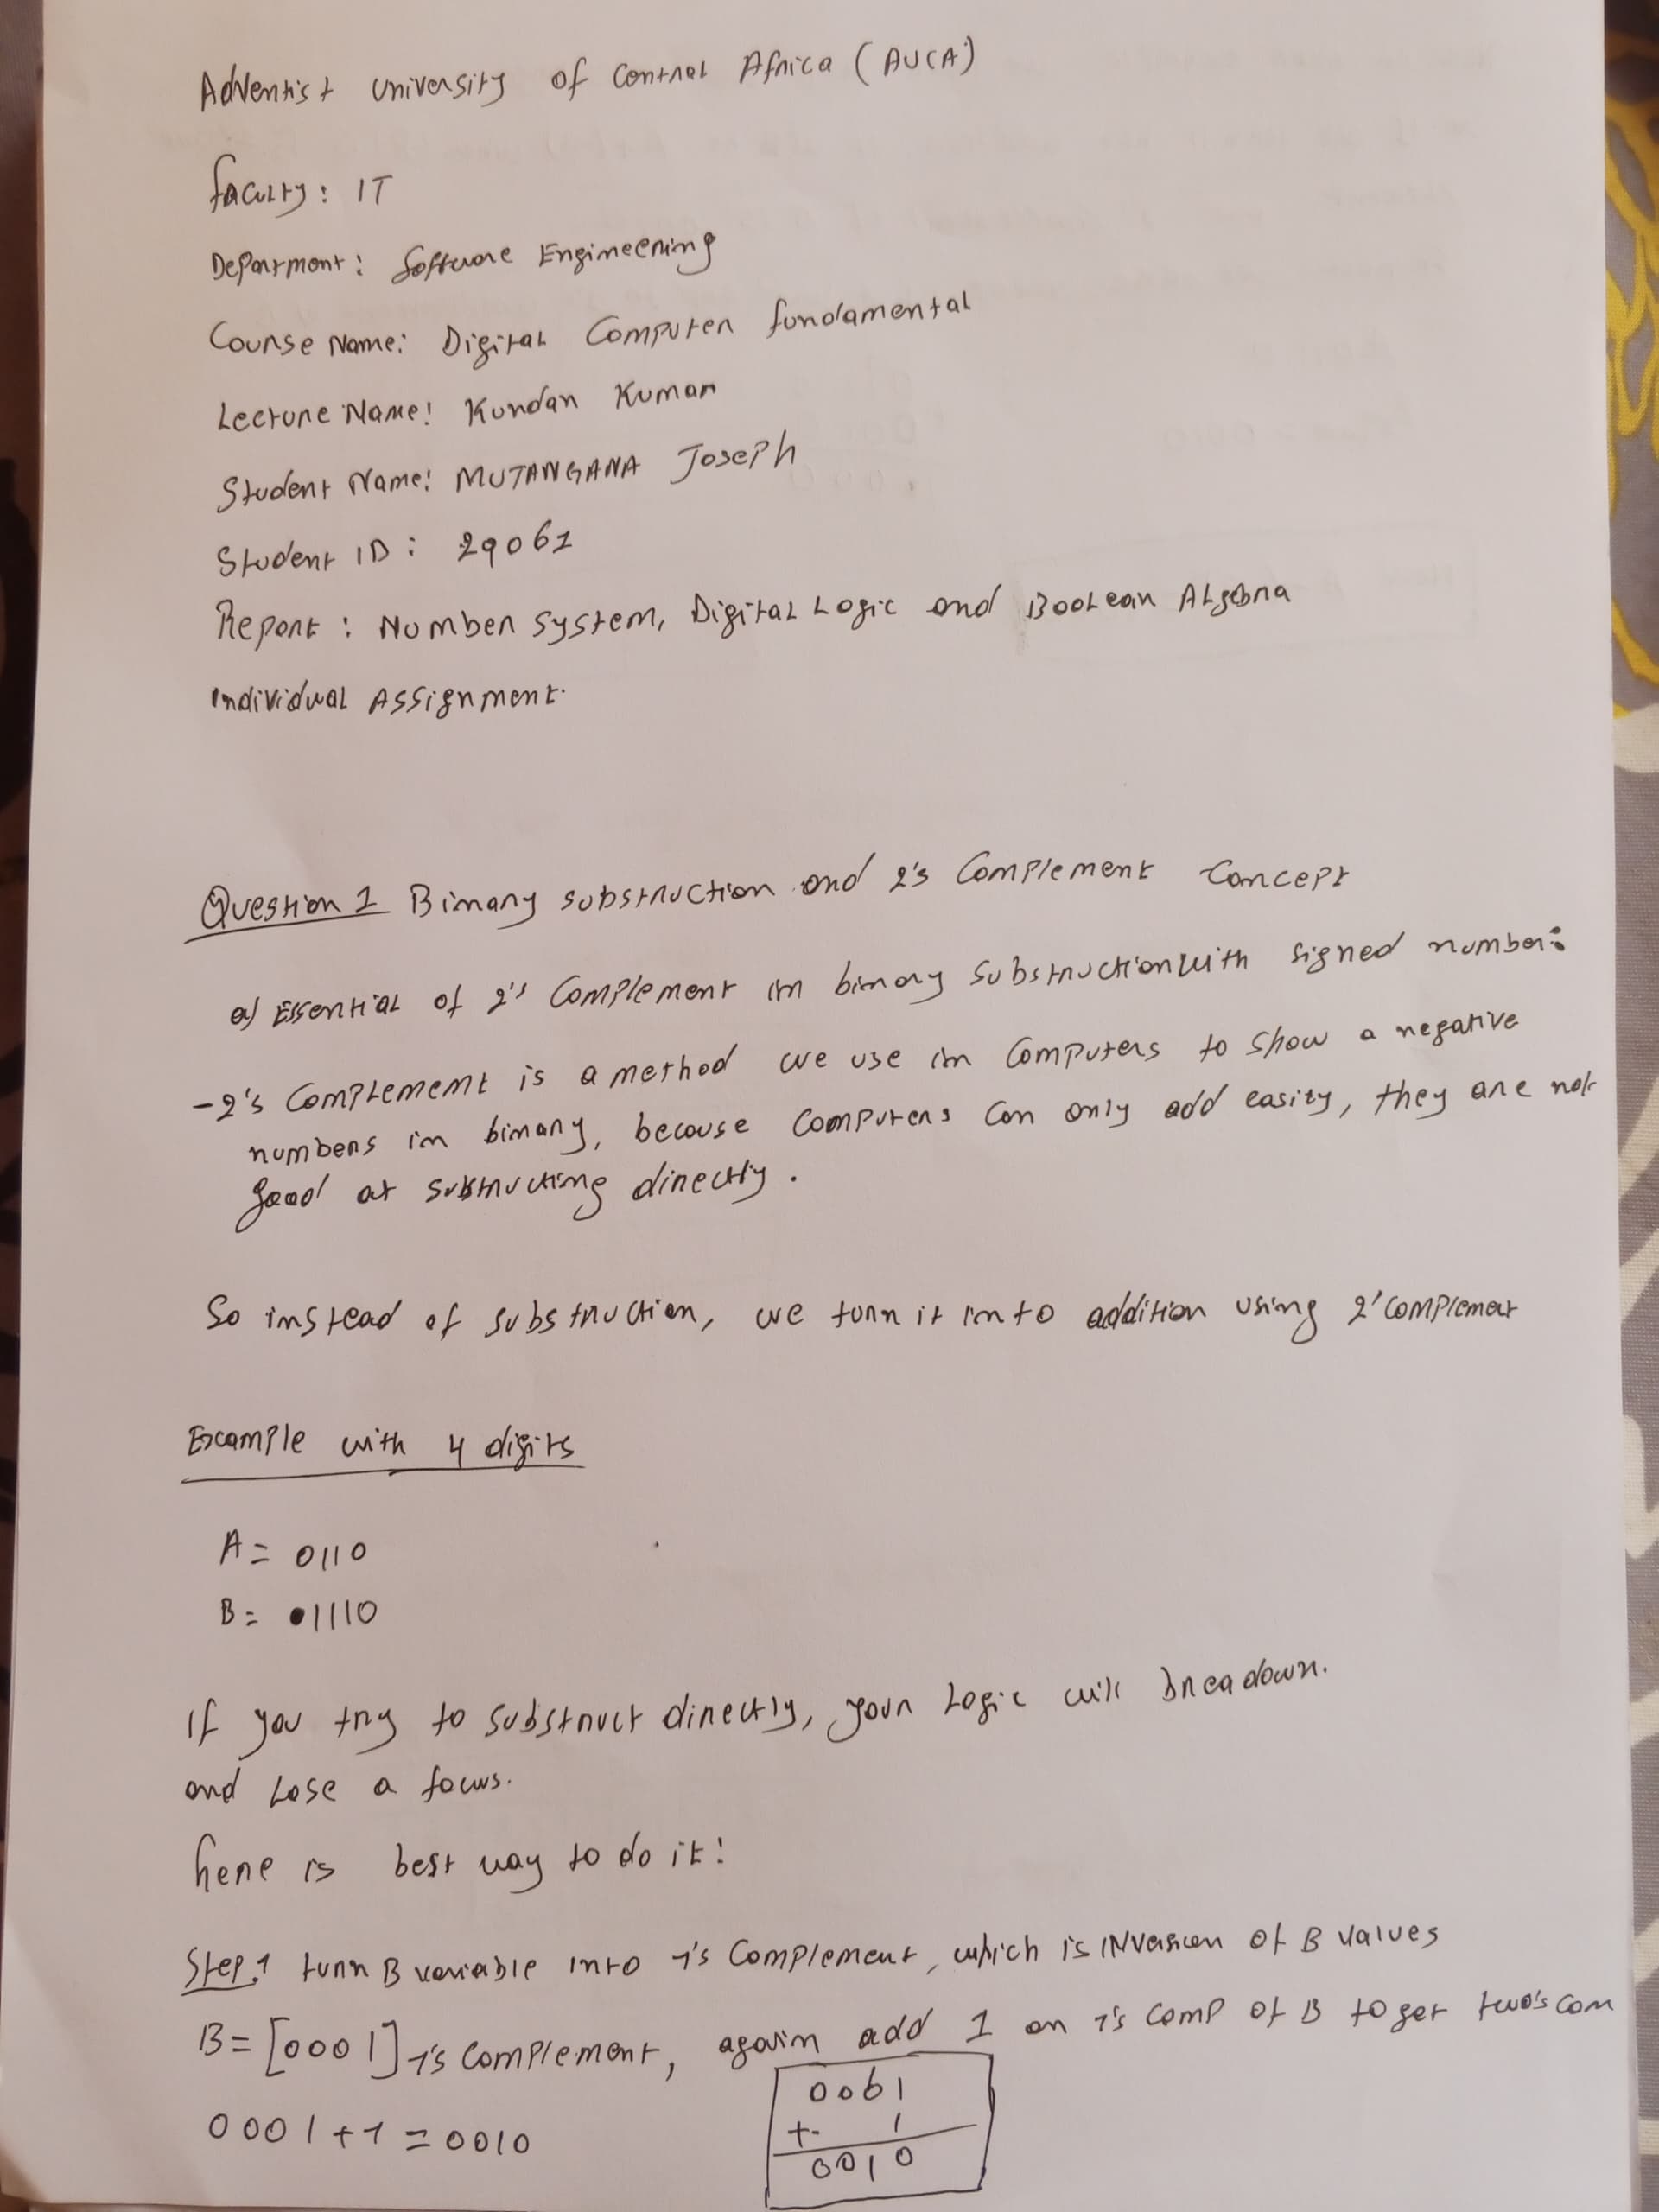 Adventist University of Central Africa (AUCA)
Faculty: IT
Department: Software Engineering
Course Name: Digital Computer fundamental
Lecture Name: Kundan Kumar
Student Name: MUTANGANA Joseph
Student ID: 29061
Report: Number System, Digital Logic and Boolean Algebra
individual Assignment.
Question 1 Binary substruction and 2's Complement Concept
a) Essential of 2's Complement in binary substruction with signed number:
-2's Complement is a method we use in Computers to show a negative
numbers in binary, because Computers can only add easity, they are not
good at substructing directly.
So instead of substruction, we turn it into addition using 2' complement
Example with 4 digits
A = 0110
B = 1110
If you try to substruct directly, your Logic will breadown.
and Lose a focus.
here is best way to do it:
Step.1 turn B variable into 1's Complement, which is INversion of B values
B = [0001] 1's complement, again add 1 on 1's comp of B to get two's com
0001
+ 1
0001 + 1 = 0010
0010